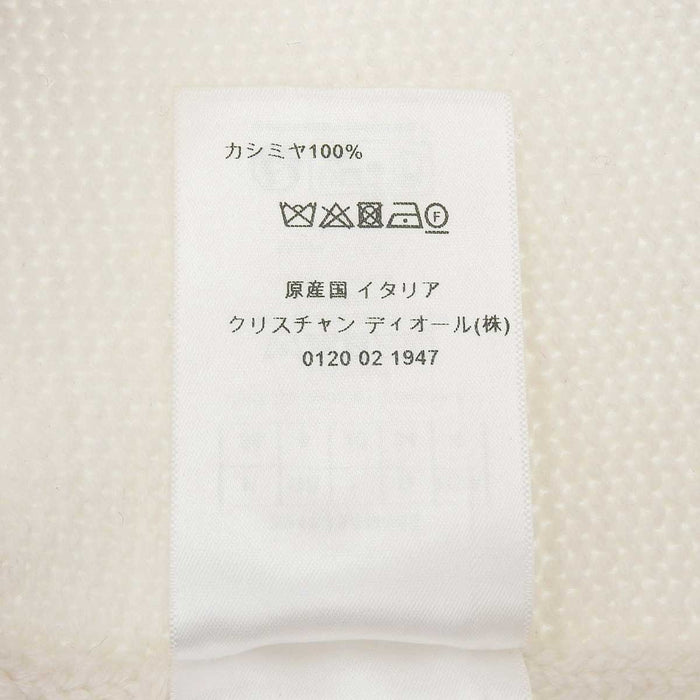 カシミヤ100%
F
原産国 イタリア
クリスチャン ディオール(株)
0120 02 1947